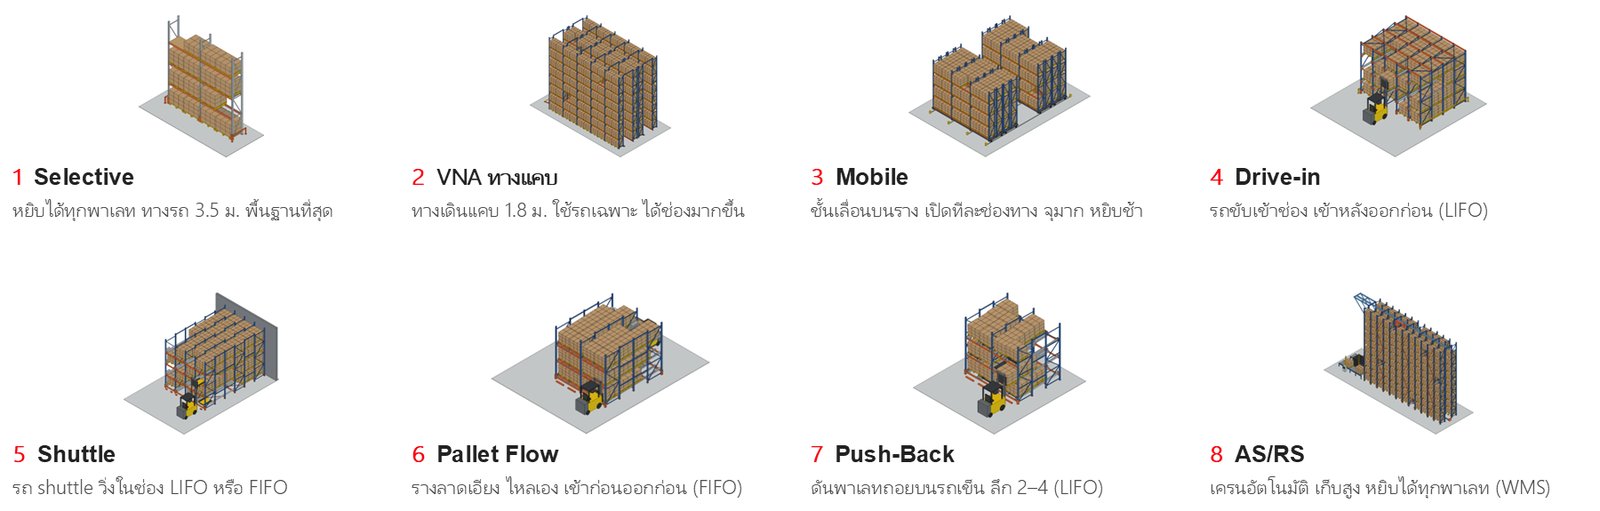 1 Selective
หยิบได้ทุกพาเลท ทางรถ 3.5 ม. พื้นฐานที่สุด
2 VNA ทางแคบ
ทางเดินแคบ 1.8 ม. ใช้รถเฉพาะ ได้ช่องมากขึ้น
3 Mobile
ชั้นเลื่อนบนราง เปิดทีละช่องทาง จุมาก หยิบช้า
4 Drive-in
รถขับเข้าช่อง เข้าหลังออกก่อน (LIFO)
5 Shuttle
รถ shuttle วิ่งในช่อง LIFO หรือ FIFO
6 Pallet Flow
รางลาดเอียง ไหลเอง เข้าก่อนออกก่อน (FIFO)
7 Push-Back
ดันพาเลทถอยบนรถเข็น ลึก 2–4 (LIFO)
8 AS/RS
เครนอัตโนมัติ เก็บสูง หยิบได้ทุกพาเลท (WMS)